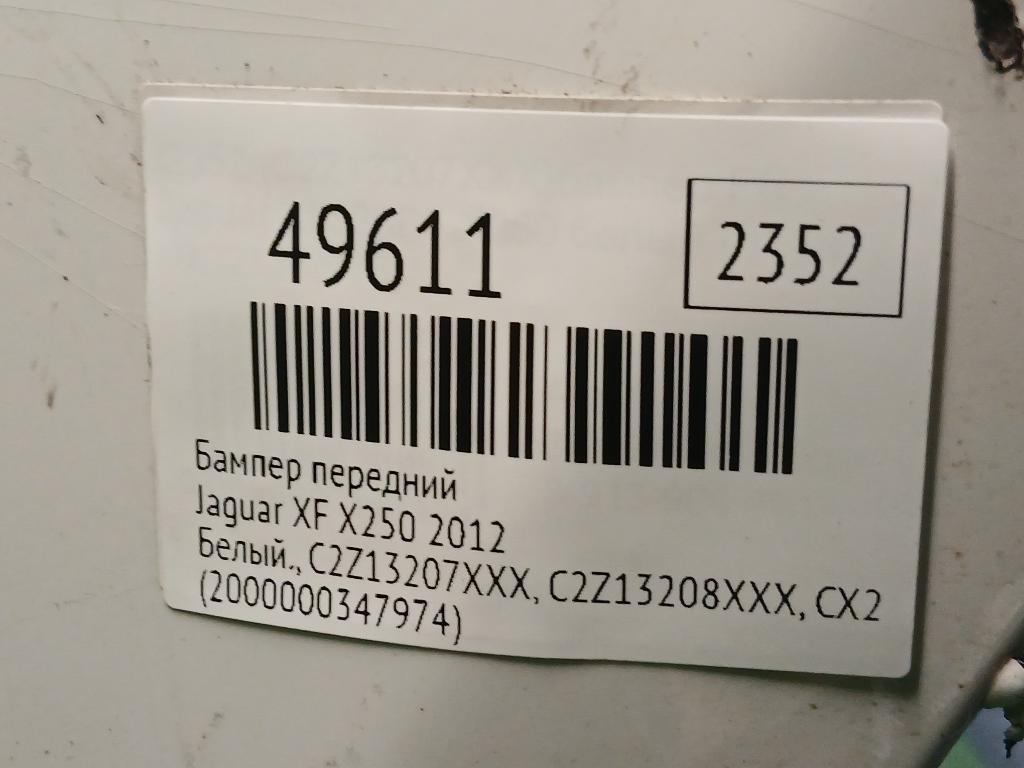 49611
2352
Бампер передний
Jaguar XF X250 2012
Белый., C2Z13207XXX, C2Z13208XXX, CX2
(2000000347974)